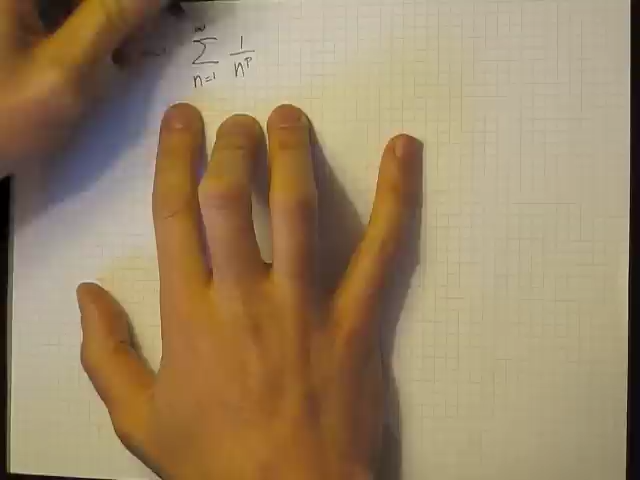 ∞
∑ 1/n^p
n=1